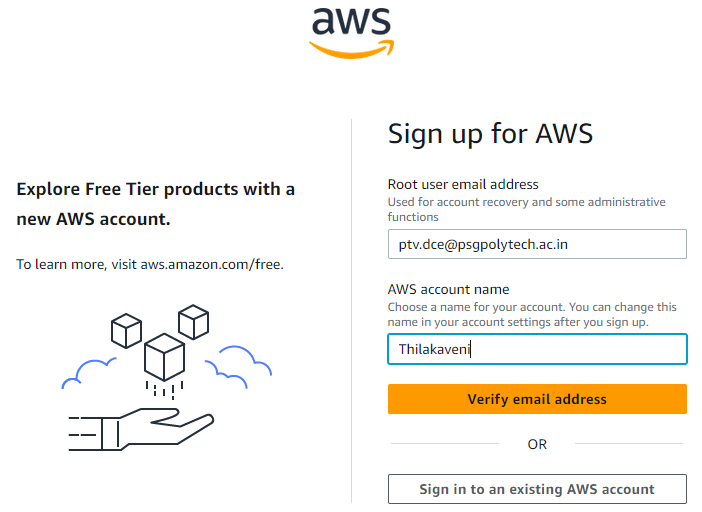 aws
Explore Free Tier products with a
new AWS account.
To learn more, visit aws.amazon.com/free.
Sign up for AWS
Root user email address
Used for account recovery and some administrative
functions
ptv.dce@psgpolytech.ac.in
AWS account name
Choose a name for your account. You can change this
name in your account settings after you sign up.
Thilakaveni
Verify email address
OR
Sign in to an existing AWS account